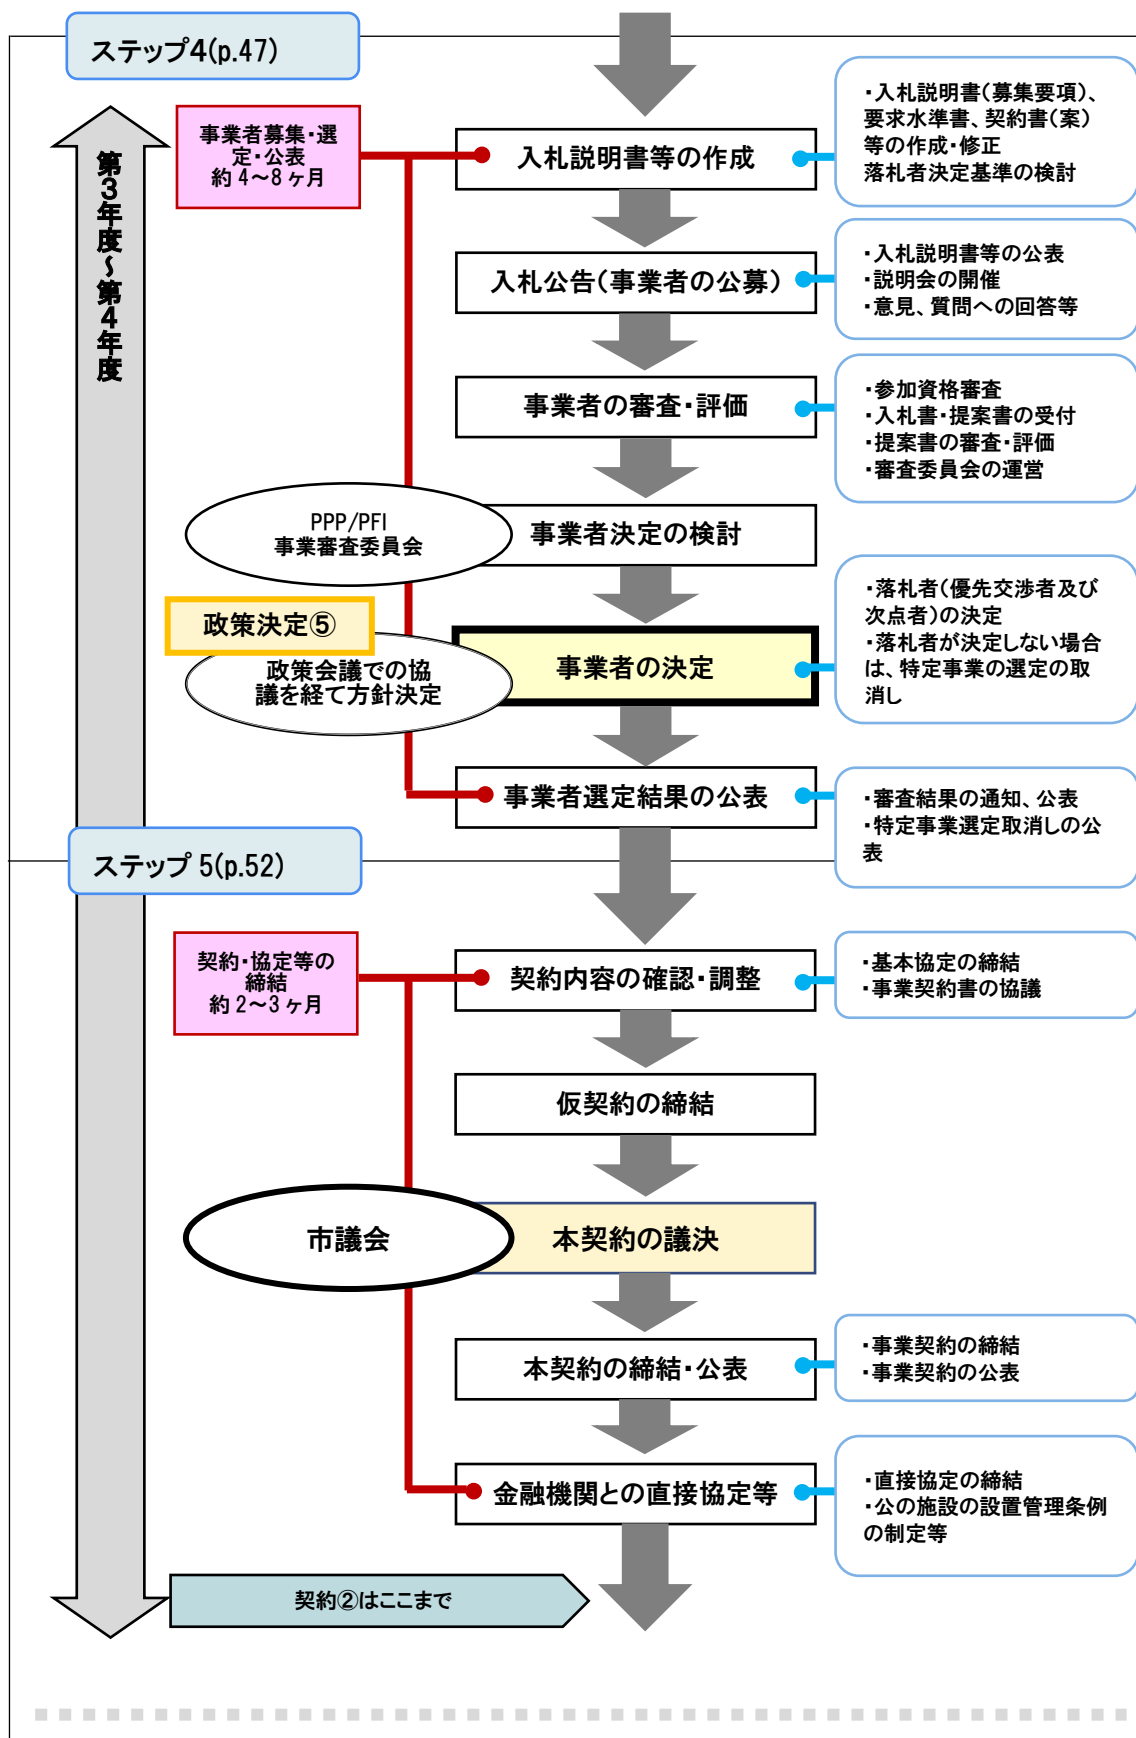 ステップ4(p.47)
第3年度～第4年度
事業者募集・選
定・公表
約4～8ヶ月
入札説明書等の作成
・入札説明書(募集要項)、
要求水準書、契約書(案)
等の作成・修正
落札者決定基準の検討
入札公告(事業者の公募)
・入札説明書等の公表
・説明会の開催
・意見、質問への回答等
事業者の審査・評価
・参加資格審査
・入札書・提案書の受付
・提案書の審査・評価
・審査委員会の運営
PPP/PFI
事業審査委員会
事業者決定の検討
政策決定⑤
政策会議での協
議を経て方針決定
事業者の決定
・落札者(優先交渉者及び
次点者)の決定
・落札者が決定しない場合
は、特定事業の選定の取
消し
事業者選定結果の公表
・審査結果の通知、公表
・特定事業選定取消しの公
表
ステップ 5(p.52)
契約・協定等の
締結
約2～3ヶ月
契約内容の確認・調整
・基本協定の締結
・事業契約書の協議
仮契約の締結
市議会
本契約の議決
本契約の締結・公表
・事業契約の締結
・事業契約の公表
金融機関との直接協定等
・直接協定の締結
・公の施設の設置管理条例
の制定等
契約②はここまで